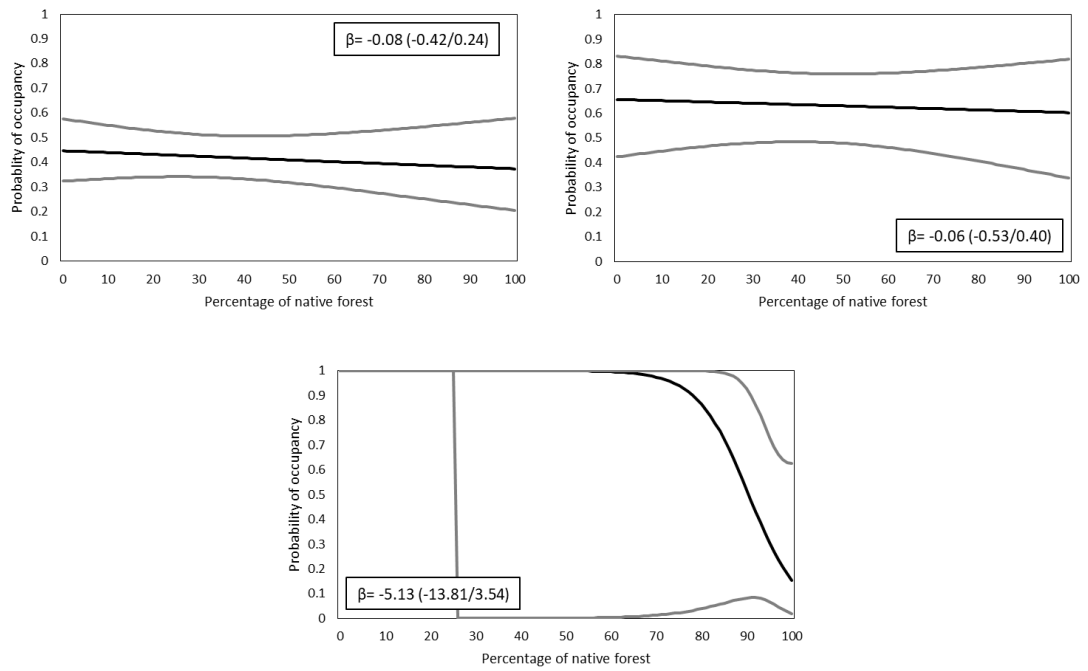 1
0.9
0.8
0.7
0.6
0.5
0.4
0.3
0.2
0.1
0
Probablity of occupancy
β= -0.08 (-0.42/0.24)
0 10 20 30 40 50 60 70 80 90 100
Percentage of native forest
1
0.9
0.8
0.7
0.6
0.5
0.4
0.3
0.2
0.1
0
Probability of occupancy
β= -0.06 (-0.53/0.40)
0 10 20 30 40 50 60 70 80 90 100
Percentage of native forest
1
0.9
0.8
0.7
0.6
0.5
0.4
0.3
0.2
0.1
0
Probability of occupancy
β= -5.13 (-13.81/3.54)
0 10 20 30 40 50 60 70 80 90 100
Percentage of native forest